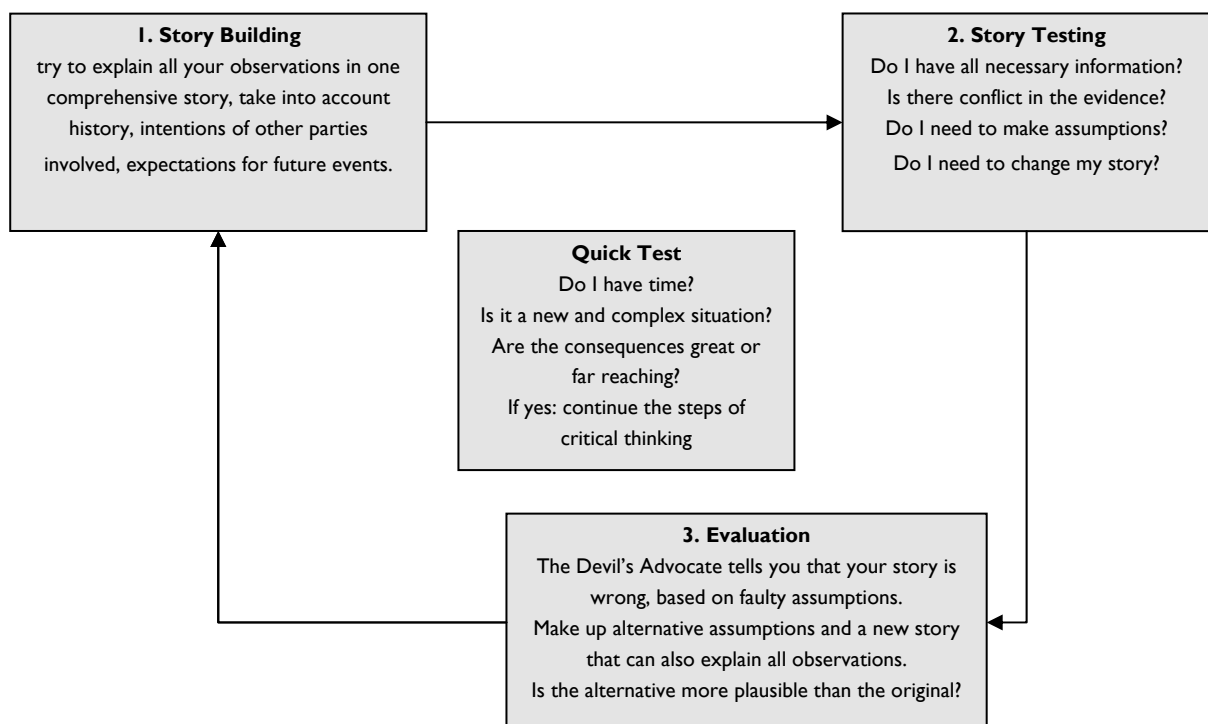 1. Story Building
try to explain all your observations in one
comprehensive story, take into account
history, intentions of other parties
involved, expectations for future events.
2. Story Testing
Do I have all necessary information?
Is there conflict in the evidence?
Do I need to make assumptions?
Do I need to change my story?
Quick Test
Do I have time?
Is it a new and complex situation?
Are the consequences great or
far reaching?
If yes: continue the steps of
critical thinking
3. Evaluation
The Devil’s Advocate tells you that your story is
wrong, based on faulty assumptions.
Make up alternative assumptions and a new story
that can also explain all observations.
Is the alternative more plausible than the original?